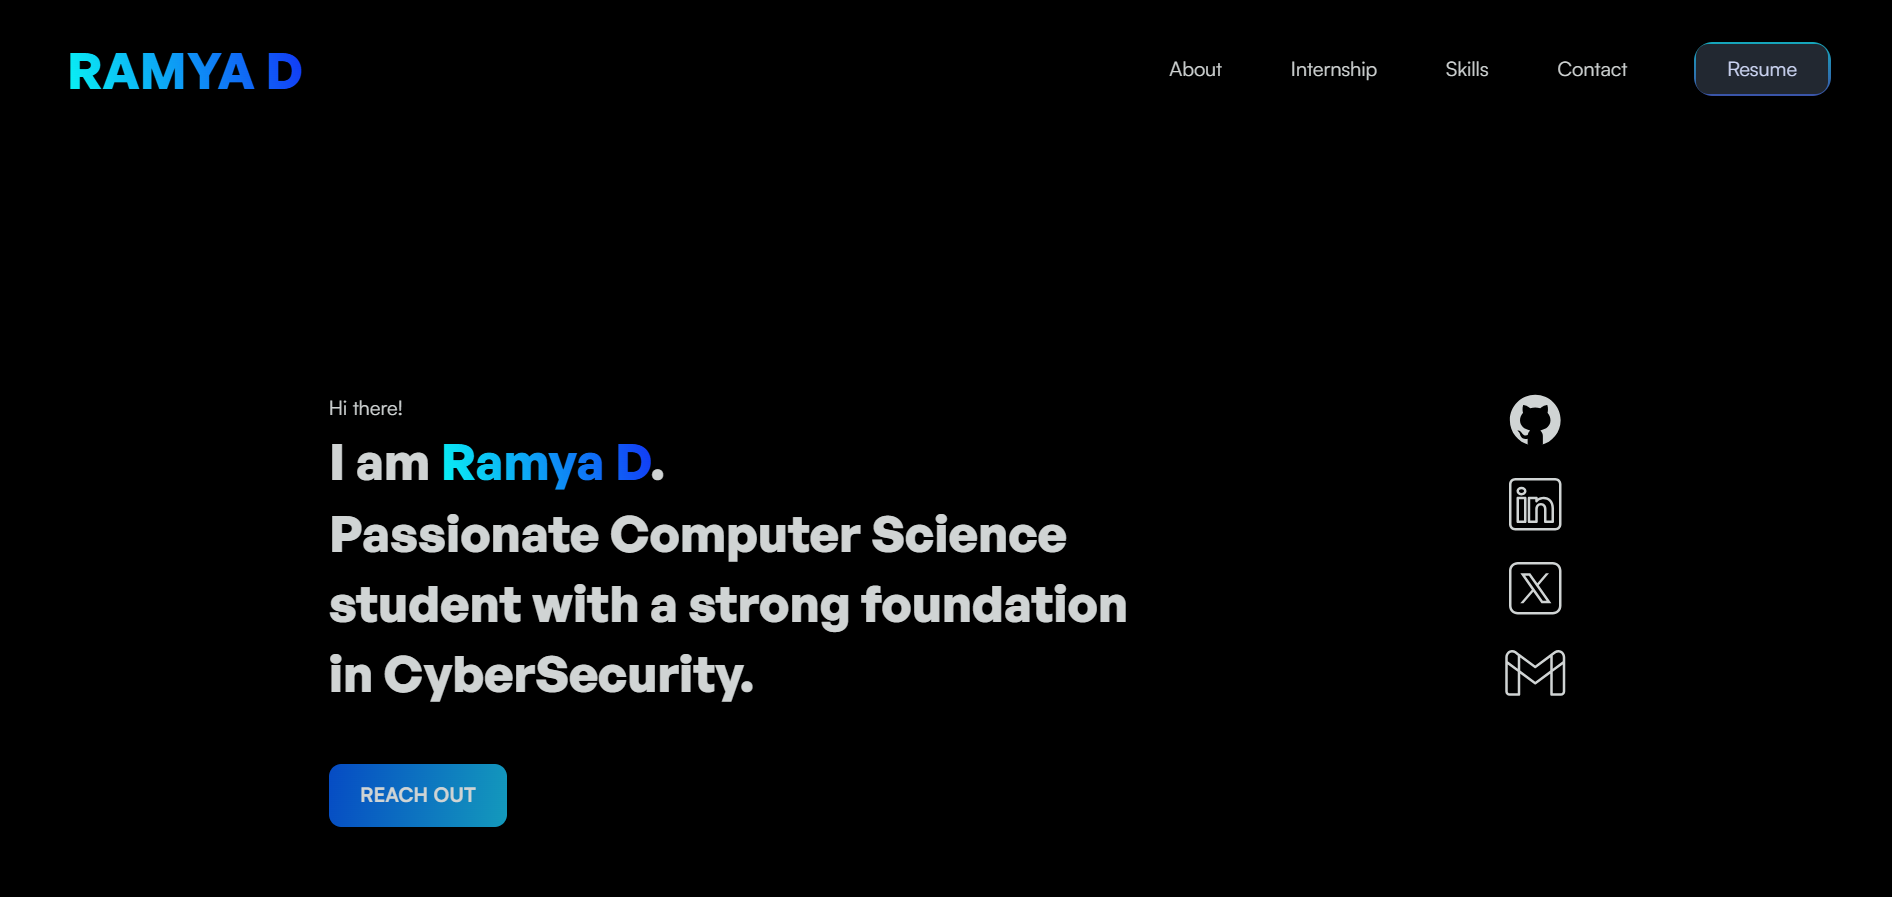 RAMYA D
About
Internship
Skills
Contact
Resume
Hi there!
I am Ramya D.
Passionate Computer Science
student with a strong foundation
in CyberSecurity.
REACH OUT